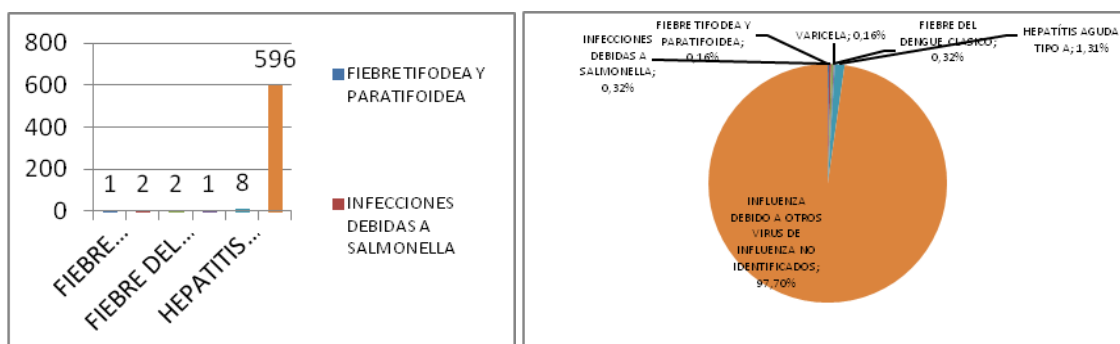 800
600
400
200
0
1
2
2
1
8
596
FIEBRE...
FIEBRE DEL...
HEPATITIS...
FIEBRETIFODEA Y
PARATIFOIDEA
INFECCIONES
DEBIDAS A
SALMONELLA
INFECCIONES
DEBIDAS A
SALMONELLA;
0,32%
FIEBRE TIFODEA Y
PARATIFOIDEA;
0,16%
VARICELA; 0,16%
FIEBRE DEL
DENGUE CLASICO;
0,32%
HEPATÍTIS AGUDA
TIPO A; 1,31%
INFLUENZA
DEBIDO A OTROS
VIRUS DE
INFLUENZA NO
IDENTIFICADOS;
97,70%